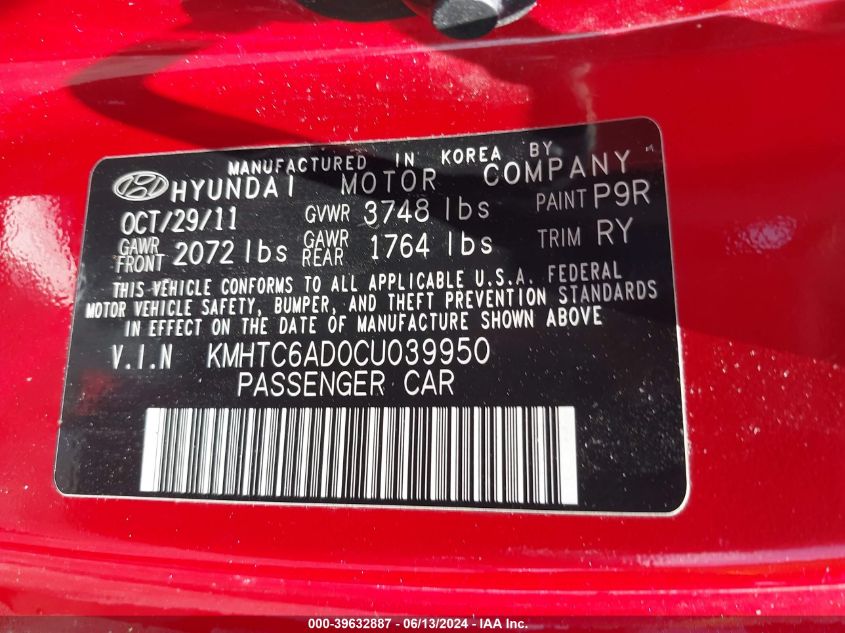 MANUFACTURED IN KOREA BY
HYUNDAI MOTOR COMPANY
OCT/29/11 GVWR 3748 lbs PAINT P9R
GAWR FRONT 2072 lbs GAWR REAR 1764 lbs TRIM RY
THIS VEHICLE CONFORMS TO ALL APPLICABLE U.S.A. FEDERAL
MOTOR VEHICLE SAFETY, BUMPER, AND THEFT PREVENTION STANDARDS
IN EFFECT ON THE DATE OF MANUFACTURE SHOWN ABOVE
V.I.N KMHTC6AD0CU039950
PASSENGER CAR
000-39632887 - 06/13/2024 - IAA Inc.